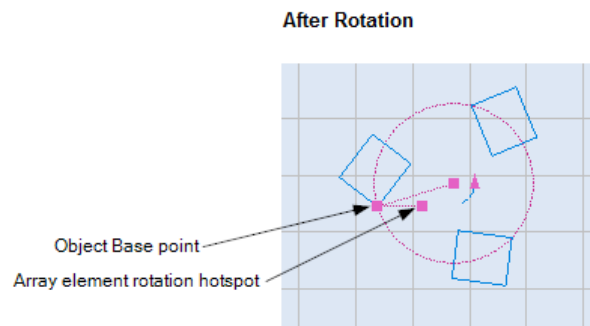 After Rotation
Object Base point
Array element rotation hotspot